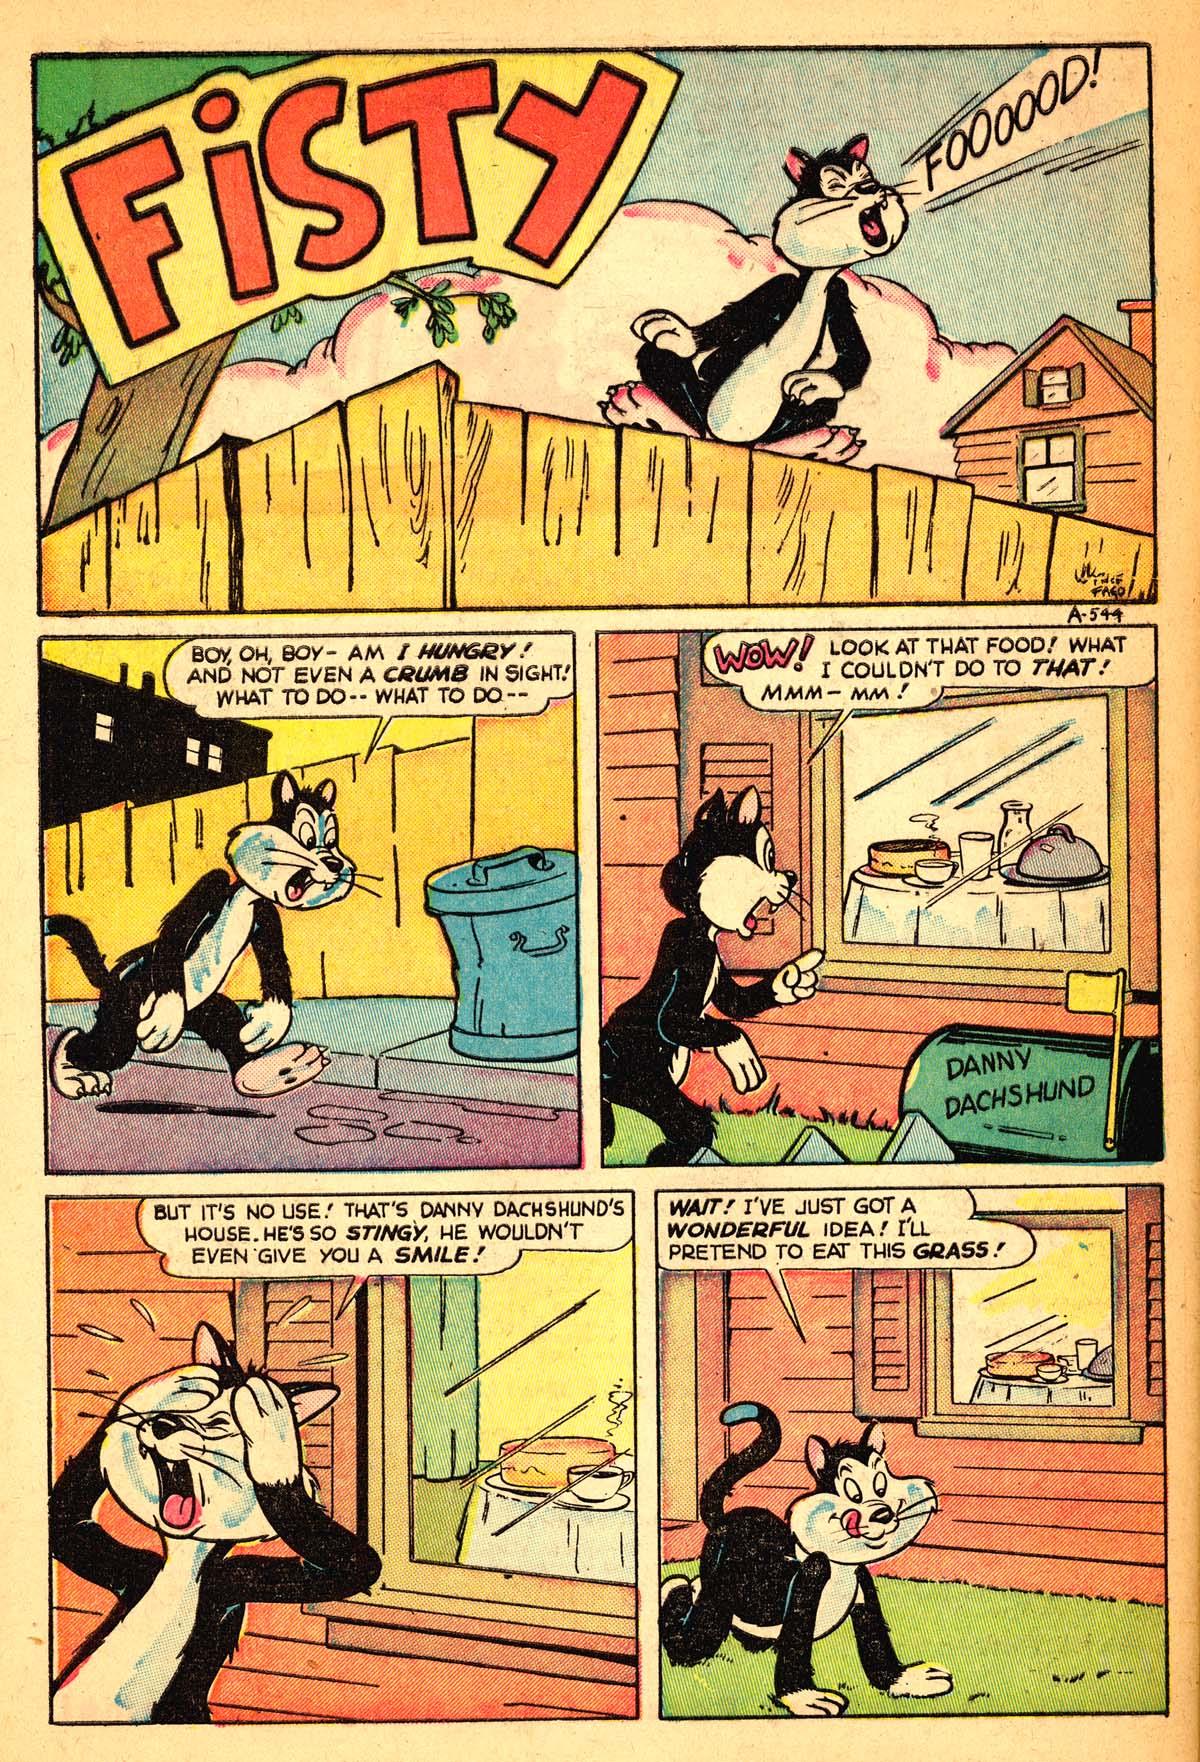 FiSTY
FOOOOOD!
VINCE
FAGO
A-544
BOY, OH, BOY- AM I HUNGRY!
AND NOT EVEN A CRUMB IN SIGHT!
WHAT TO DO-- WHAT TO DO--
WOW! LOOK AT THAT FOOD! WHAT
I COULDN'T DO TO THAT!
MMM-MM!
DANNY
DACHSHUND
BUT IT'S NO USE! THAT'S DANNY DACHSHUND'S
HOUSE. HE'S SO STINGY, HE WOULDN'T
EVEN GIVE YOU A SMILE!
WAIT! I'VE JUST GOT A
WONDERFUL IDEA! I'LL
PRETEND TO EAT THIS GRASS!